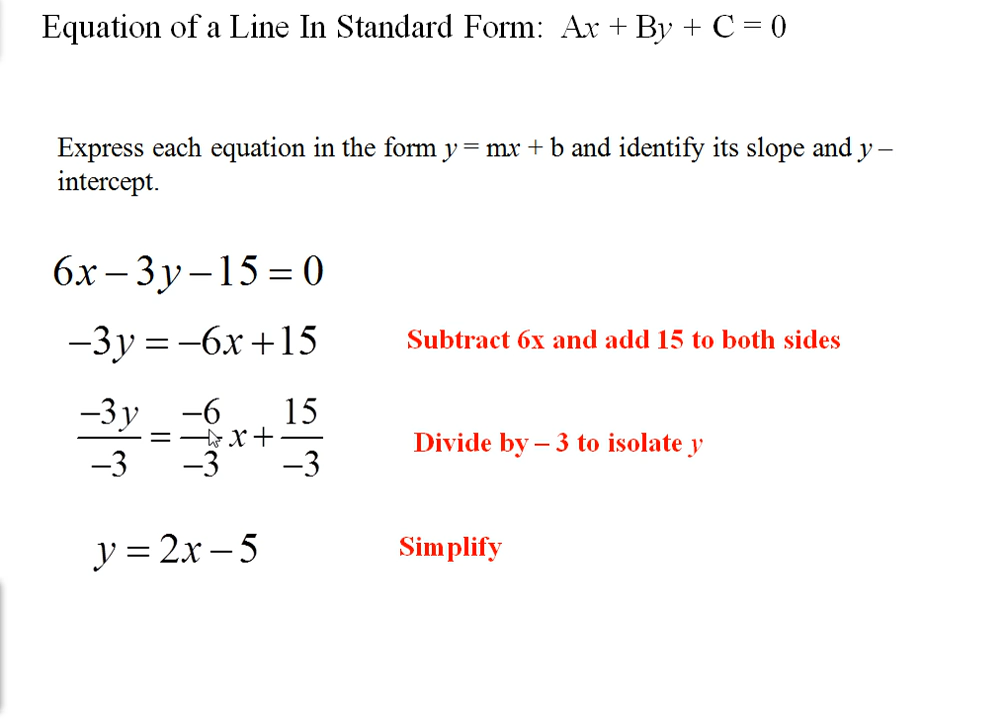 Equation of a Line In Standard Form: Ax + By + C = 0
Express each equation in the form y = mx + b and identify its slope and y –
intercept.
6x – 3y – 15 = 0
–3y = –6x + 15 Subtract 6x and add 15 to both sides
–3y/–3 = –6/–3 x + 15/–3 Divide by – 3 to isolate y
y = 2x – 5 Simplify